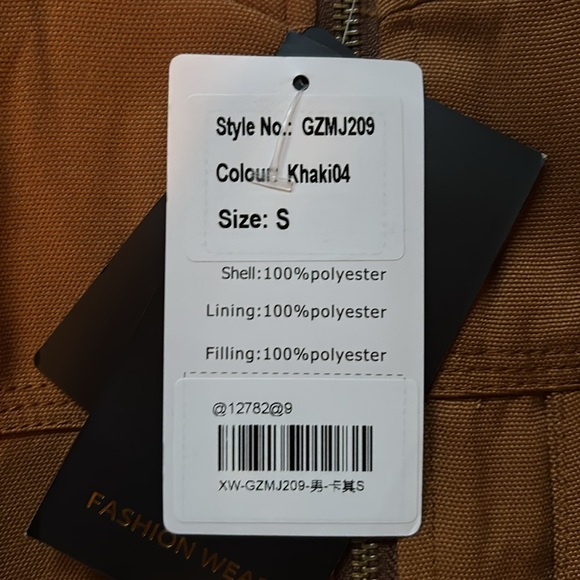 Style No.: GZMJ209
Colour: Khaki04
Size: S
Shell:100%polyester
Lining:100%polyester
Filling:100%polyester
@12782@9
XW-GZMJ209-男-卡其S
FASHION WEA